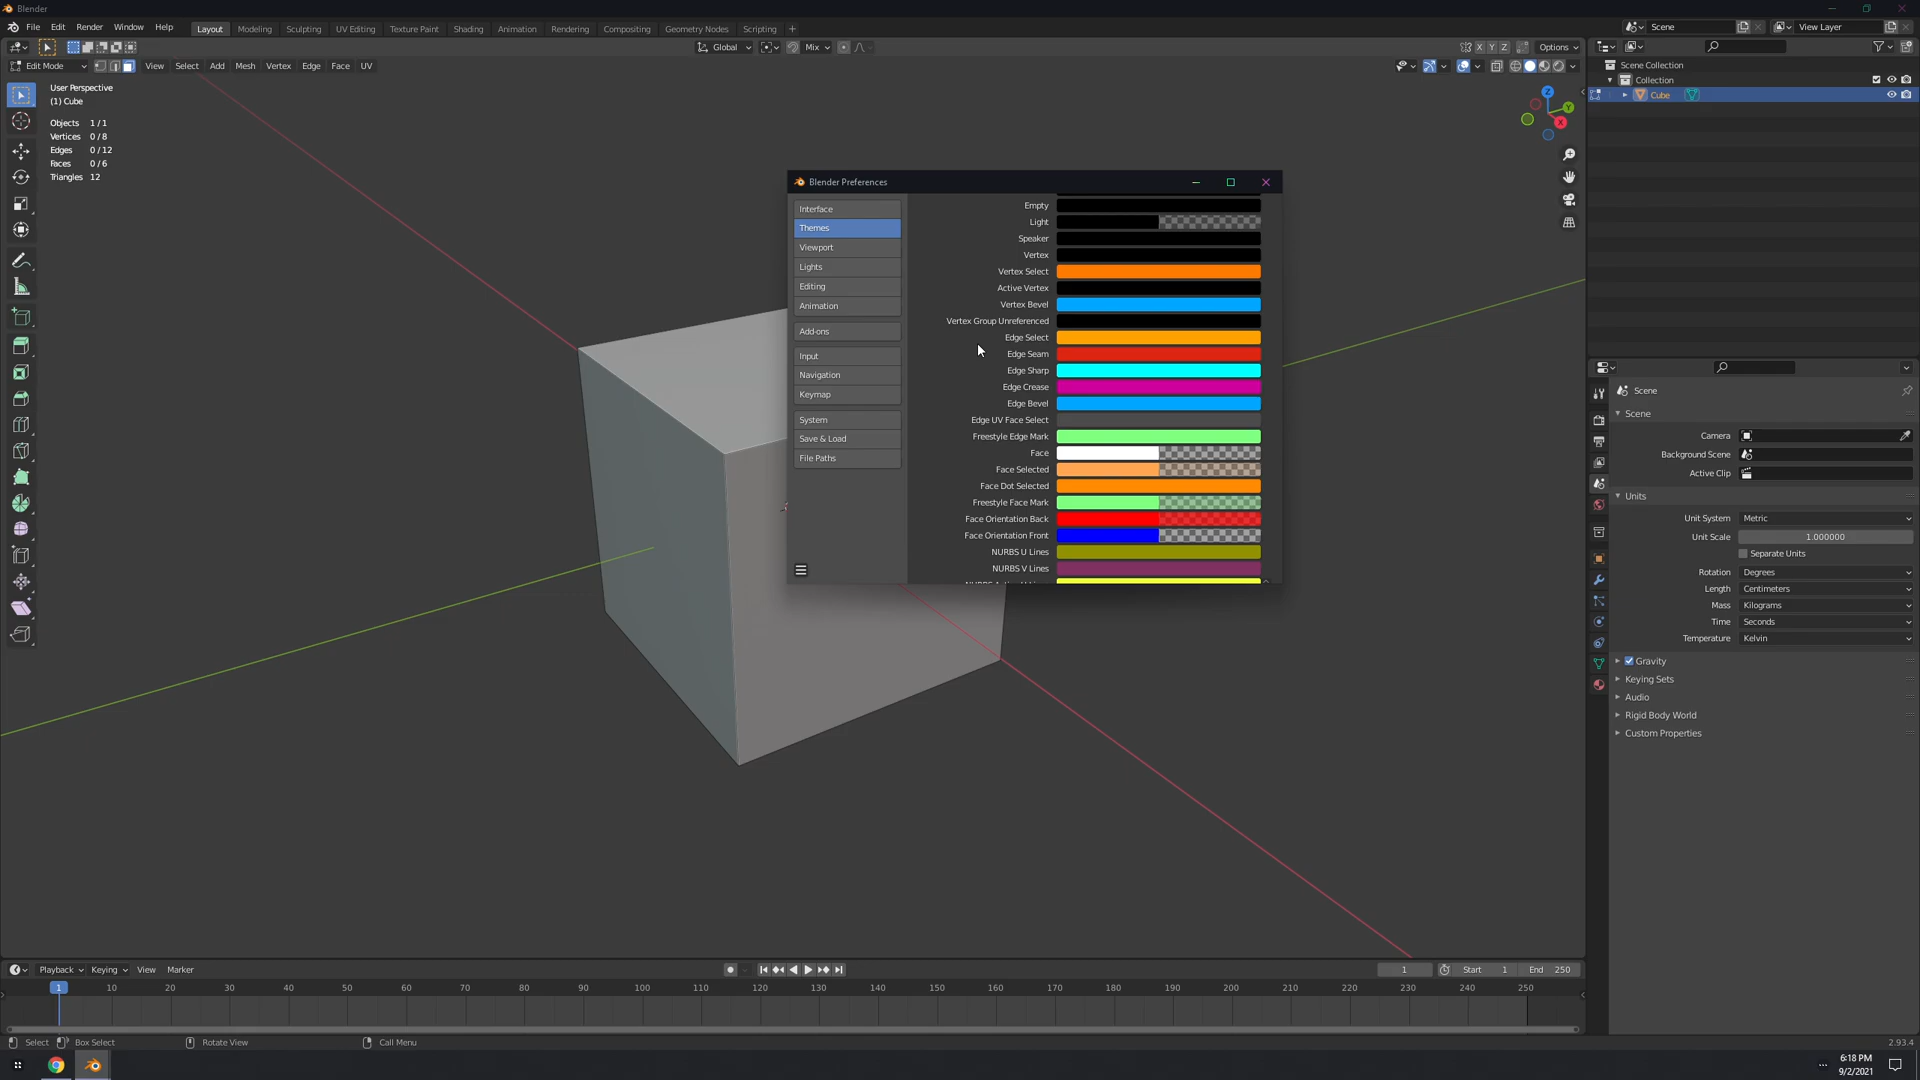 Blender
File Edit Render Window Help
Layout Modeling Sculpting UV Editing Texture Paint Shading Animation Rendering Compositing Geometry Nodes Scripting +
Scene
View Layer
Global
Mix
X Y Z
Options
Edit Mode
View Select Add Mesh Vertex Edge Face UV
User Perspective
(1) Cube
Objects 1/1
Vertices 0/8
Edges 0/12
Faces 0/6
Triangles 12
Z
Y
X
Scene Collection
Collection
Cube
Blender Preferences
Interface
Themes
Viewport
Lights
Editing
Animation
Add-ons
Input
Navigation
Keymap
System
Save & Load
File Paths
Empty
Light
Speaker
Vertex
Vertex Select
Active Vertex
Vertex Bevel
Vertex Group Unreferenced
Edge Select
Edge Seam
Edge Sharp
Edge Crease
Edge Bevel
Edge UV Face Select
Freestyle Edge Mark
Face
Face Selected
Face Dot Selected
Freestyle Face Mark
Face Orientation Back
Face Orientation Front
NURBS U Lines
NURBS V Lines
Scene
Scene
Camera
Background Scene
Active Clip
Units
Unit System Metric
Unit Scale 1.000000
Separate Units
Rotation Degrees
Length Centimeters
Mass Kilograms
Time Seconds
Temperature Kelvin
Gravity
Keying Sets
Audio
Rigid Body World
Custom Properties
Playback Keying View Marker
1
Start 1
End 250
1 10 20 30 40 50 60 70 80 90 100 110 120 130 140 150 160 170 180 190 200 210 220 230 240 250
Select Box Select Rotate View Call Menu
2.93.4
6:18 PM
9/2/2021